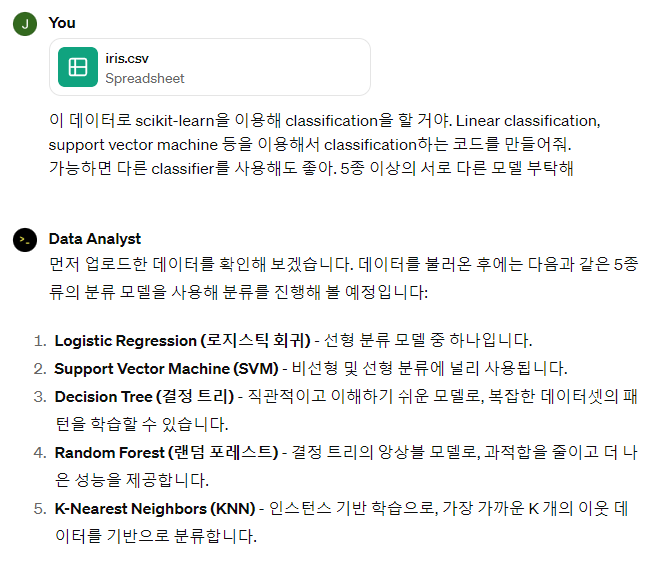 J
You
iris.csv
Spreadsheet
이 데이터로 scikit-learn을 이용해 classification을 할 거야. Linear classification,
support vector machine 등을 이용해서 classification하는 코드를 만들어줘.
가능하면 다른 classifier를 사용해도 좋아. 5종 이상의 서로 다른 모델 부탁해
>_
Data Analyst
먼저 업로드한 데이터를 확인해 보겠습니다. 데이터를 불러온 후에는 다음과 같은 5종
류의 분류 모델을 사용해 분류를 진행해 볼 예정입니다:
1. Logistic Regression (로지스틱 회귀) - 선형 분류 모델 중 하나입니다.
2. Support Vector Machine (SVM) - 비선형 및 선형 분류에 널리 사용됩니다.
3. Decision Tree (결정 트리) - 직관적이고 이해하기 쉬운 모델로, 복잡한 데이터셋의 패
턴을 학습할 수 있습니다.
4. Random Forest (랜덤 포레스트) - 결정 트리의 앙상블 모델로, 과적합을 줄이고 더 나
은 성능을 제공합니다.
5. K-Nearest Neighbors (KNN) - 인스턴스 기반 학습으로, 가장 가까운 K 개의 이웃 데
이터를 기반으로 분류합니다.